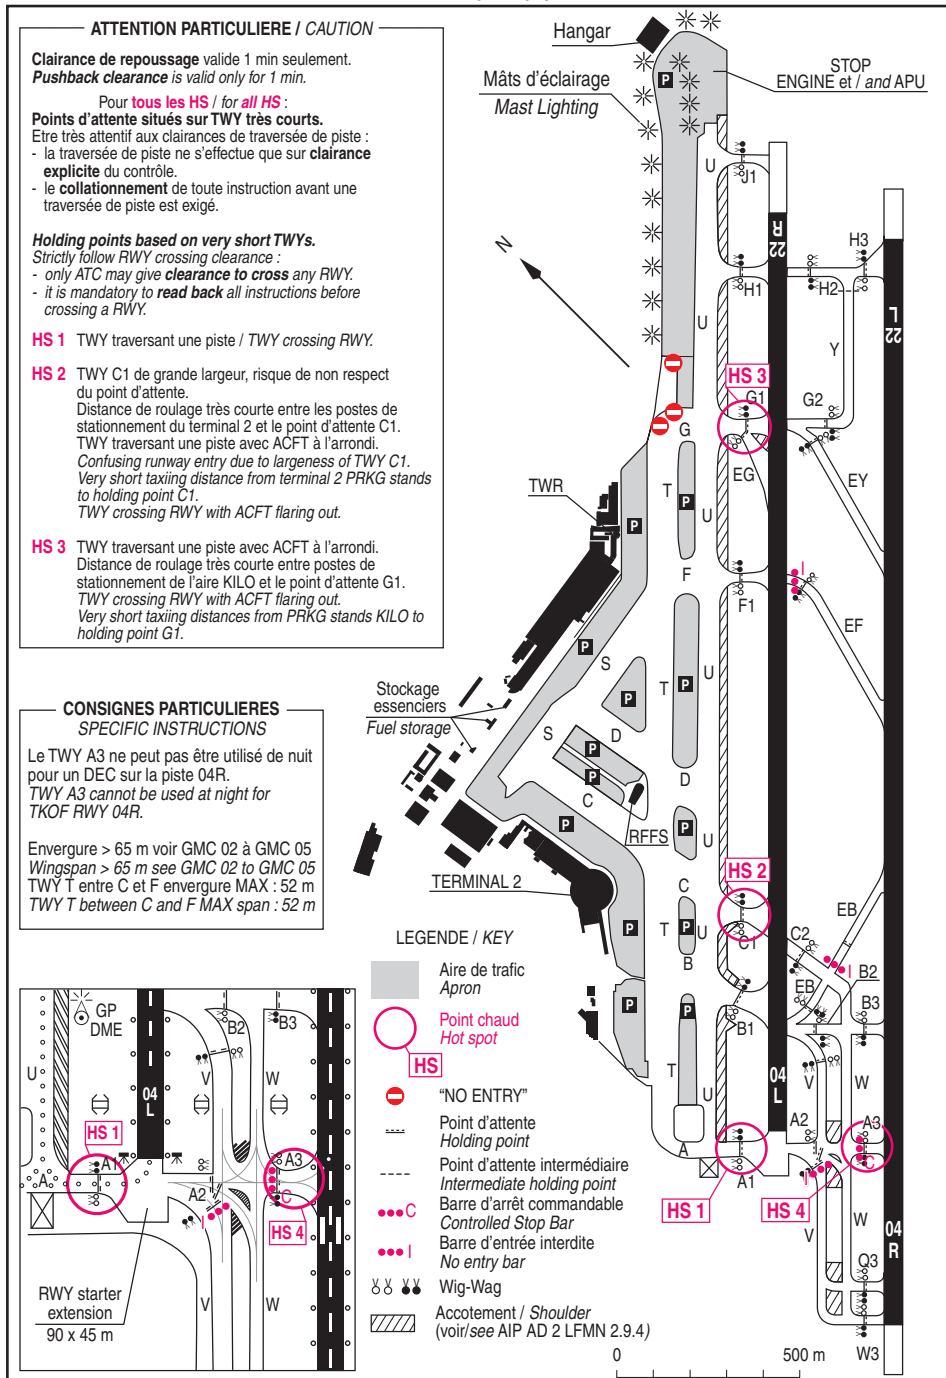 ATTENTION PARTICULIERE / CAUTION
Clairance de repoussage valide 1 min seulement.
Pushback clearance is valid only for 1 min.
Pour tous les HS / for all HS :
Points d'attente situés sur TWY très courts.
Etre très attentif aux clairances de traversée de piste :
- la traversée de piste ne s'effectue que sur clairance
explicite du contrôle.
- le collationnement de toute instruction avant une
traversée de piste est exigé.
Holding points based on very short TWYs.
Strictly follow RWY crossing clearance :
- only ATC may give clearance to cross any RWY.
- it is mandatory to read back all instructions before
crossing a RWY.
HS 1 TWY traversant une piste / TWY crossing RWY.
HS 2 TWY C1 de grande largeur, risque de non respect
du point d'attente.
Distance de roulage très courte entre les postes de
stationnement du terminal 2 et le point d'attente C1.
TWY traversant une piste avec ACFT à l'arrondi.
Confusing runway entry due to largeness of TWY C1.
Very short taxiing distance from terminal 2 PRKG stands
to holding point C1.
TWY crossing RWY with ACFT flaring out.
HS 3 TWY traversant une piste avec ACFT à l'arrondi.
Distance de roulage très courte entre postes de
stationnement de l'aire KILO et le point d'attente G1.
TWY crossing RWY with ACFT flaring out.
Very short taxiing distances from PRKG stands KILO to
holding point G1.
CONSIGNES PARTICULIERES
SPECIFIC INSTRUCTIONS
Le TWY A3 ne peut pas être utilisé de nuit
pour un DEC sur la piste 04R.
TWY A3 cannot be used at night for
TKOF RWY 04R.
Envergure > 65 m voir GMC 02 à GMC 05
Wingspan > 65 m see GMC 02 to GMC 05
TWY T entre C et F envergure MAX : 52 m
TWY T between C and F MAX span : 52 m
Hangar
Mâts d'éclairage
Mast Lighting
STOP
ENGINE et / and APU
P
N
U
J1
22
R
H3
H1
H2
22
L
U
Y
HS 3
G1
G2
G
EG
EY
TWR
P
T
P
U
F
F1
I
EF
P
S
T
P
U
P
Stockage
essenciers
Fuel storage
S
D
P
P
C
D
RFFS
P
P
U
TERMINAL 2
HS 2
C
C1
C2
EB
T
P
U
B
I
B2
EB
P
P
B1
B3
P
T
U
04
L
V
W
A
A1
A2
A3
C
I
HS 1
HS 4
V
W
04
R
Q3
W3
0 500 m
LEGENDE / KEY
Aire de trafic
Apron
Point chaud
Hot spot
HS
"NO ENTRY"
Point d'attente
Holding point
Point d'attente intermédiaire
Intermediate holding point
C Barre d'arrêt commandable
Controlled Stop Bar
I Barre d'entrée interdite
No entry bar
Wig-Wag
Accotement / Shoulder
(voir/see AIP AD 2 LFMN 2.9.4)
GP
DME
U
04
L
B2
B3
V
W
HS 1
A
A1
A2
A3
C
I
HS 4
RWY starter
extension
90 x 45 m
V
W